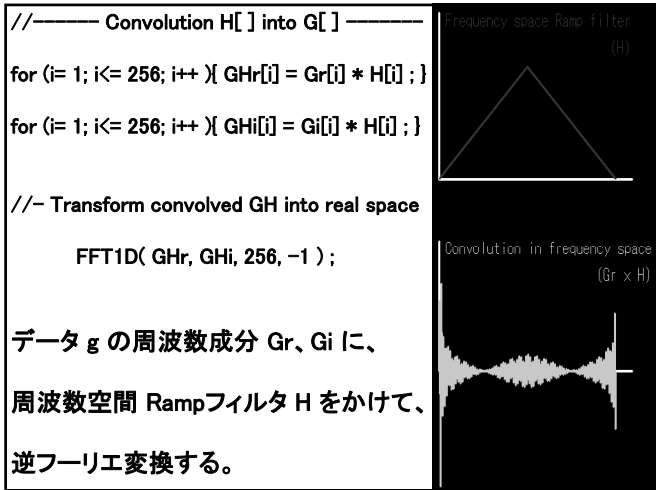 //------ Convolution H[ ] into G[ ] -------
for (i= 1; i<= 256; i++ ){ GHr[i] = Gr[i] * H[i] ; }
for (i= 1; i<= 256; i++ ){ GHi[i] = Gi[i] * H[i] ; }
//- Transform convolved GH into real space
FFT1D( GHr, GHi, 256, -1 ) ;
データ g の周波数成分 Gr、Gi に、
周波数空間 Rampフィルタ H をかけて、
逆フーリエ変換する。
Frequency space Ramp filter
(H)
Convolution in frequency space
(Gr x H)